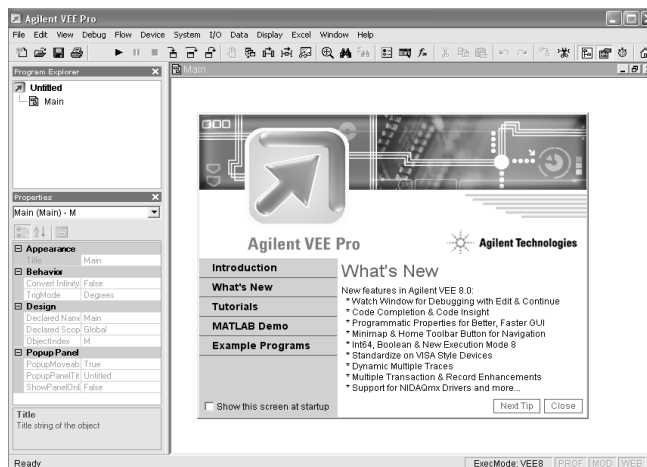 Agilent VEE Pro
File Edit View Debug Flow Device System I/O Data Display Excel Window Help
Program Explorer
Untitled
Main
Main
Properties
Main (Main) - M
Appearance
Title Main
Behavior
Convert Infinity False
TrigMode Degrees
Design
Declared Name Main
Declared Scop Global
ObjectIndex M
Popup Panel
PopupMoveab True
PopupPanelTit Untitled
ShowPanelOnl False
Title
Title string of the object
Agilent VEE Pro
Agilent Technologies
Introduction
What's New
Tutorials
MATLAB Demo
Example Programs
Show this screen at startup
What's New
New features in Agilent VEE 8.0:
* Watch Window for Debugging with Edit & Continue
* Code Completion & Code Insight
* Programmatic Properties for Better, Faster GUI
* Minimap & Home Toolbar Button for Navigation
* Int64, Boolean & New Execution Mode 8
* Standardize on VISA Style Devices
* Dynamic Multiple Traces
* Multiple Transaction & Record Enhancements
* Support for NIDAQmx Drivers and more...
Next Tip Close
Ready
ExecMode: VEE8 PROF MOD WEB